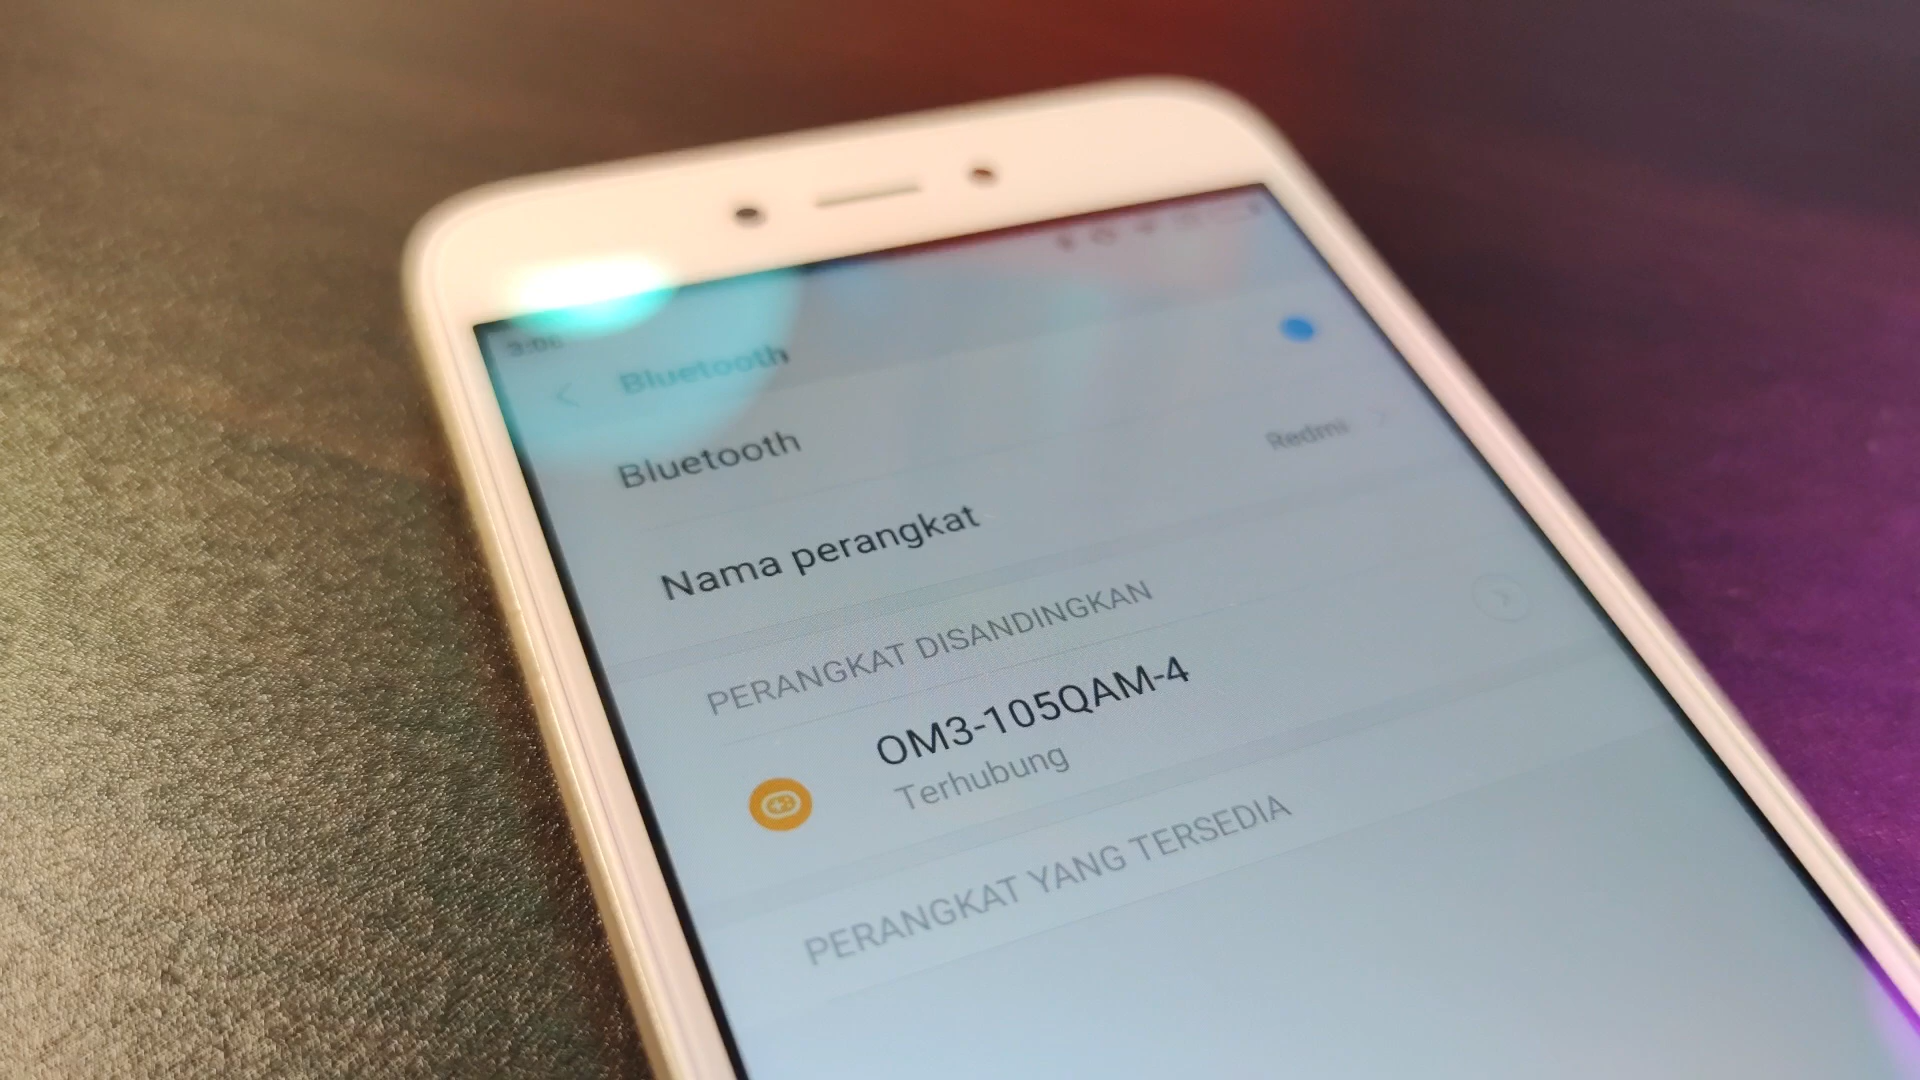 Bluetooth
Bluetooth
Nama perangkat
Redmi
PERANGKAT DISANDINGKAN
OM3-105QAM-4
Terhubung
PERANGKAT YANG TERSEDIA